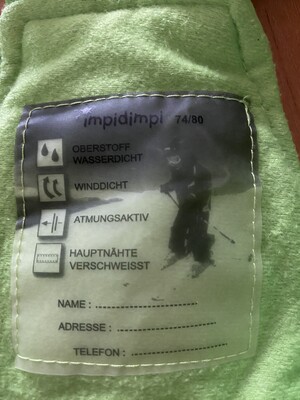 impidimpi 74/80
OBERSTOFF
WASSERDICHT
WINDDICHT
ATMUNGSAKTIV
HAUPTNÄHTE
VERSCHWEISST
NAME : ............................
ADRESSE : ............................
TELEFON : ............................